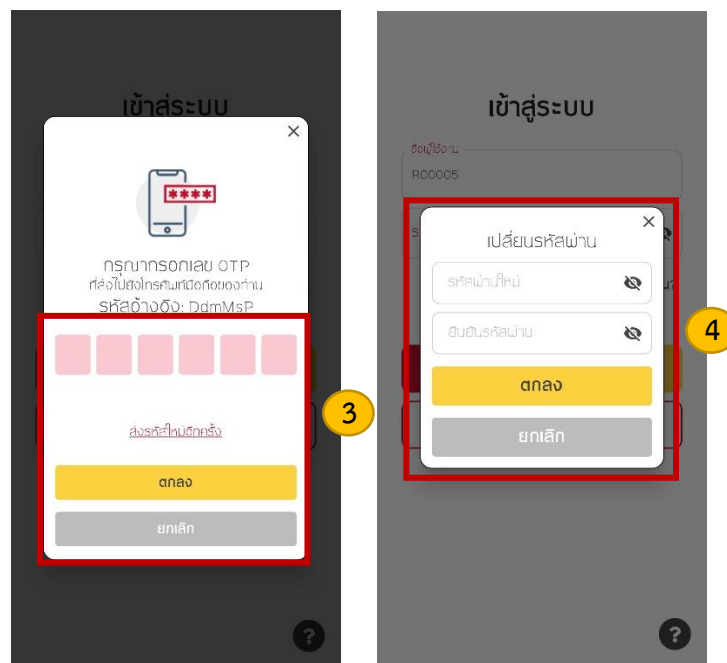 เข้าสู่ระบบ
****
กรุณากรอกเลข OTP
ที่ส่งไปยังโทรศัพท์มือถือของท่าน
รหัสอ้างอิง: DdmMsP
ส่งรหัสใหม่อีกครั้ง
ตกลง
ยกเลิก
?
3
เข้าสู่ระบบ
ชื่อผู้ใช้งาน
R00005
เปลี่ยนรหัสผ่าน
รหัสผ่านใหม่
ยืนยันรหัสผ่าน
ตกลง
ยกเลิก
?
4